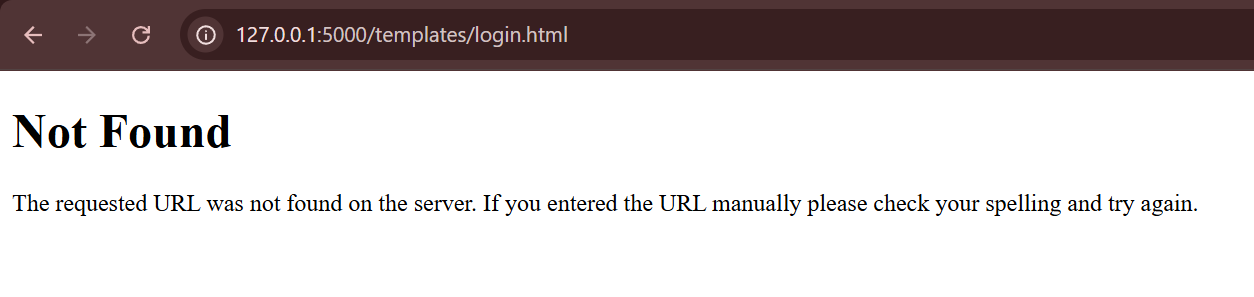 127.0.0.1:5000/templates/login.html
Not Found
The requested URL was not found on the server. If you entered the URL manually please check your spelling and try again.